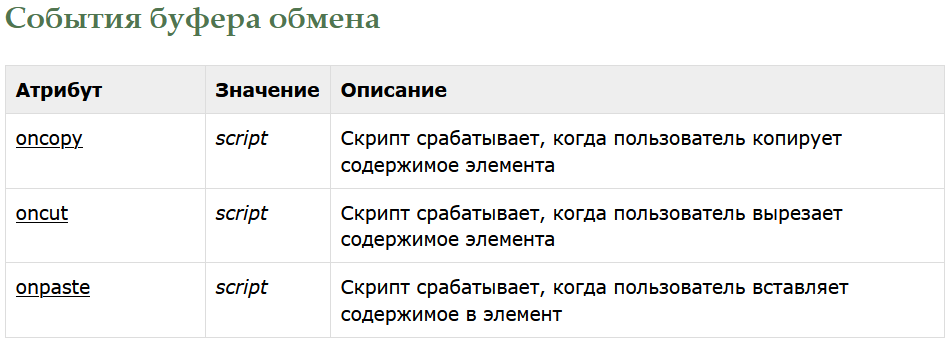 События буфера обмена
Атрибут Значение Описание
oncopy script Скрипт срабатывает, когда пользователь копирует
содержимое элемента
oncut script Скрипт срабатывает, когда пользователь вырезает
содержимое элемента
onpaste script Скрипт срабатывает, когда пользователь вставляет
содержимое в элемент